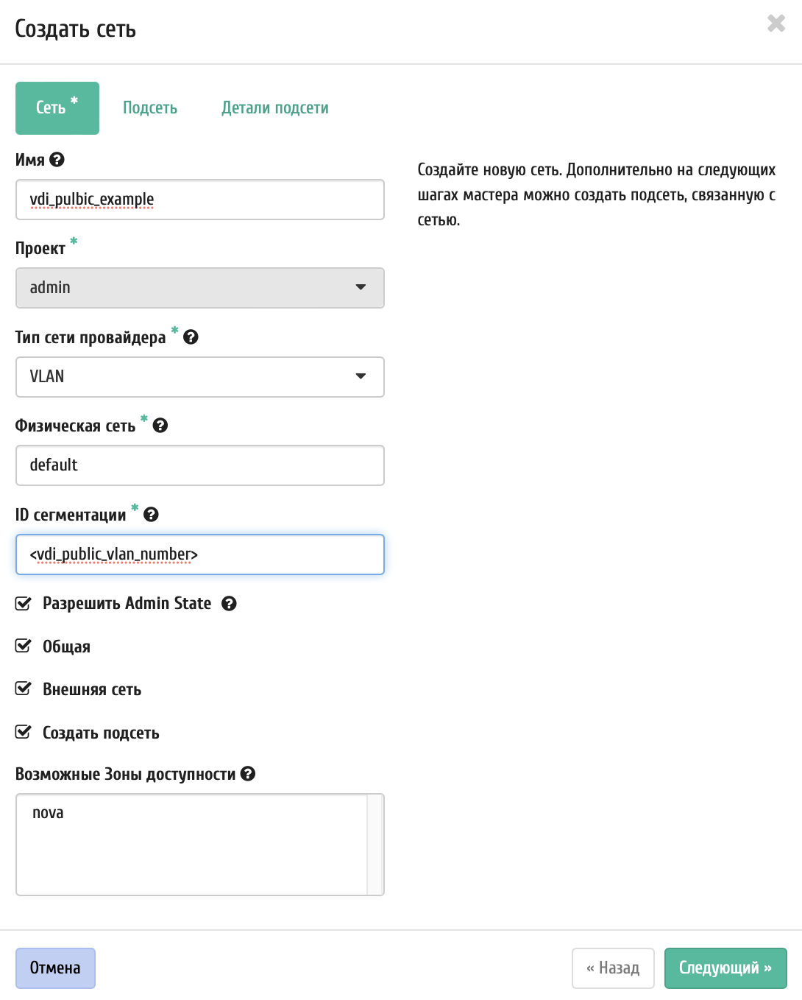 Создать сеть
Сеть *
Подсеть
Детали подсети
Имя
vdi_pulbic_example
Создайте новую сеть. Дополнительно на следующих
шагах мастера можно создать подсеть, связанную с
сетью.
Проект *
admin
Тип сети провайдера *
VLAN
Физическая сеть *
default
ID сегментации *
<vdi_public_vlan_number>
Разрешить Admin State
Общая
Внешняя сеть
Создать подсеть
Возможные Зоны доступности
nova
Отмена
« Назад
Следующий »